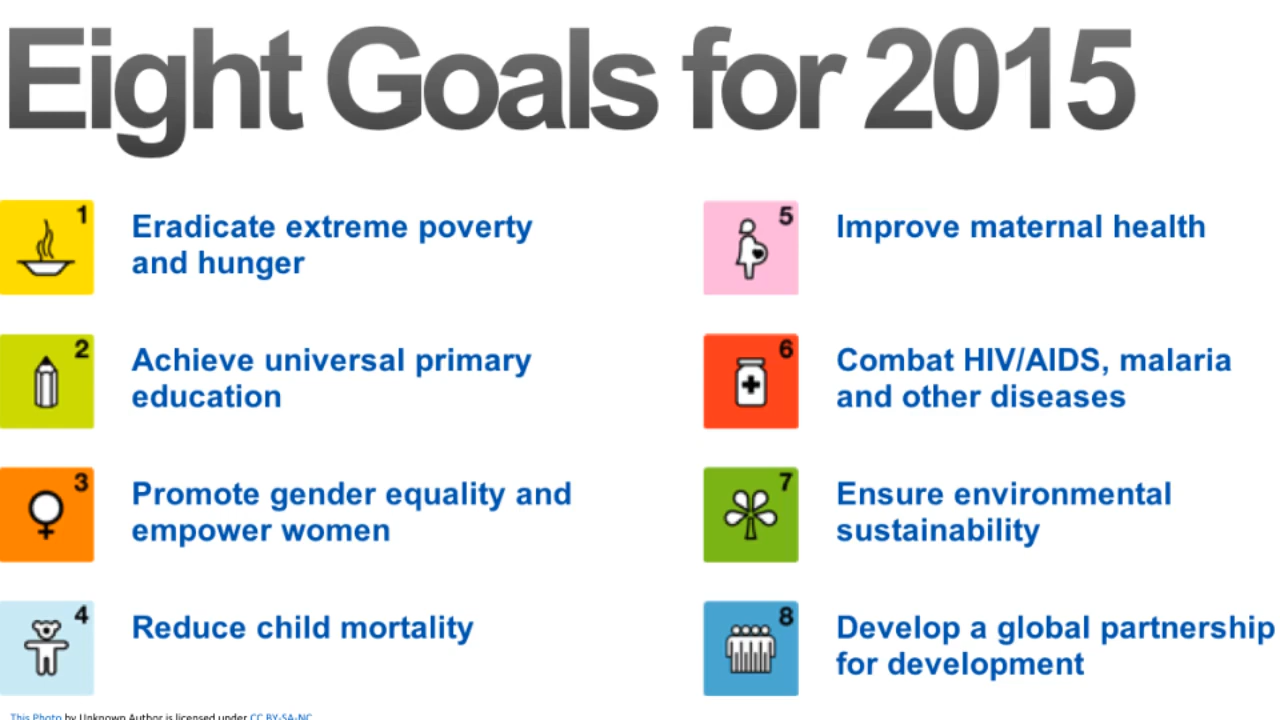 Eight Goals for 2015
1
Eradicate extreme poverty
and hunger
2
Achieve universal primary
education
3
Promote gender equality and
empower women
4
Reduce child mortality
5
Improve maternal health
6
Combat HIV/AIDS, malaria
and other diseases
7
Ensure environmental
sustainability
8
Develop a global partnership
for development
This Photo by Unknown Author is licensed under CC BY-SA-NC